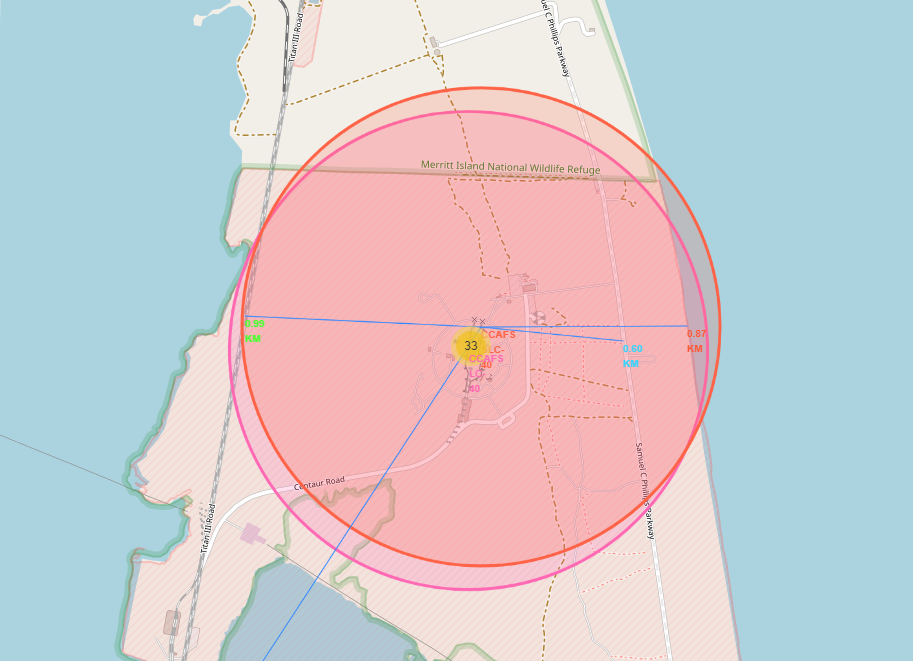 Titan III Road
Samuel C Phillips Parkway
Merritt Island National Wildlife Refuge
0.99
KM
CCAFS
LC-
40
CCAFS
LC-
40
33
0.87
KM
0.60
KM
Centaur Road
Titan III Road
Samuel C Phillips Parkway